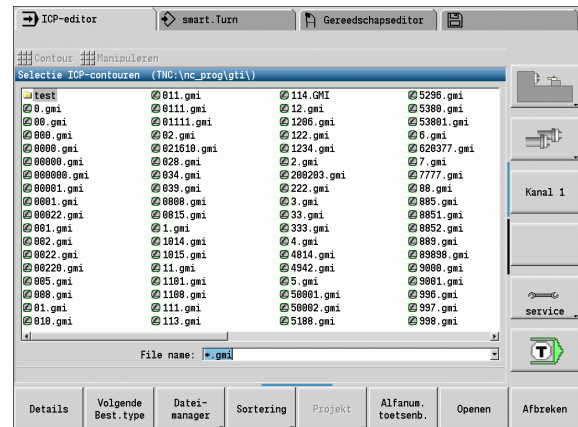 ICP-editor smart.Turn Gereedschapseditor
Contour Manipuleren
Selectie ICP-contouren (TNC:\nc_prog\gti\)
test 011.gmi 114.GMI 5296.gmi
0.gmi 0111.gmi 12.gmi 5380.gmi
00.gmi 01111.gmi 1206.gmi 53801.gmi
000.gmi 02.gmi 122.gmi 6.gmi
0000.gmi 021610.gmi 1234.gmi 620377.gmi
00000.gmi 028.gmi 2.gmi 7.gmi
000000.gmi 034.gmi 200203.gmi 7777.gmi
00001.gmi 039.gmi 222.gmi 88.gmi
0001.gmi 0808.gmi 3.gmi 885.gmi
00022.gmi 0815.gmi 33.gmi 8851.gmi
001.gmi 1.gmi 333.gmi 8852.gmi
002.gmi 1014.gmi 4.gmi 889.gmi
0022.gmi 1015.gmi 4814.gmi 89898.gmi
00220.gmi 11.gmi 4942.gmi 9000.gmi
005.gmi 1101.gmi 5.gmi 9001.gmi
008.gmi 1108.gmi 50001.gmi 996.gmi
01.gmi 111.gmi 50002.gmi 997.gmi
010.gmi 113.gmi 5188.gmi 998.gmi
File name: *.gmi
Kanal 1
service
T
Details Volgende Best.type Datei- manager Sortering Projekt Alfanum. toetsenb. Openen Afbreken